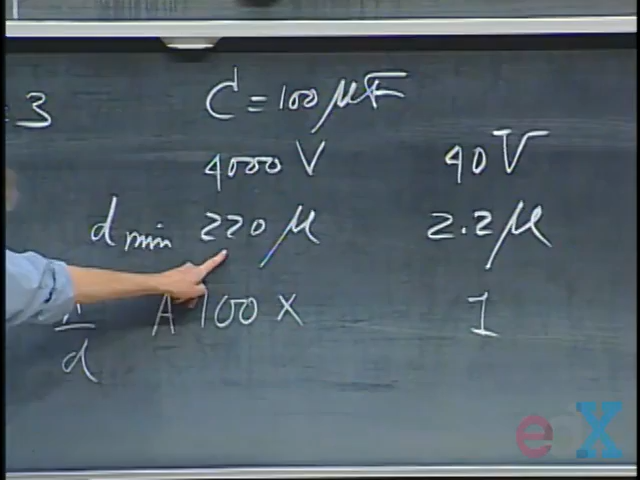 : 3
C = 100 μF
4000 V 40 V
d min 220 μ 2.2 μ
A 100 X 1
d
eX